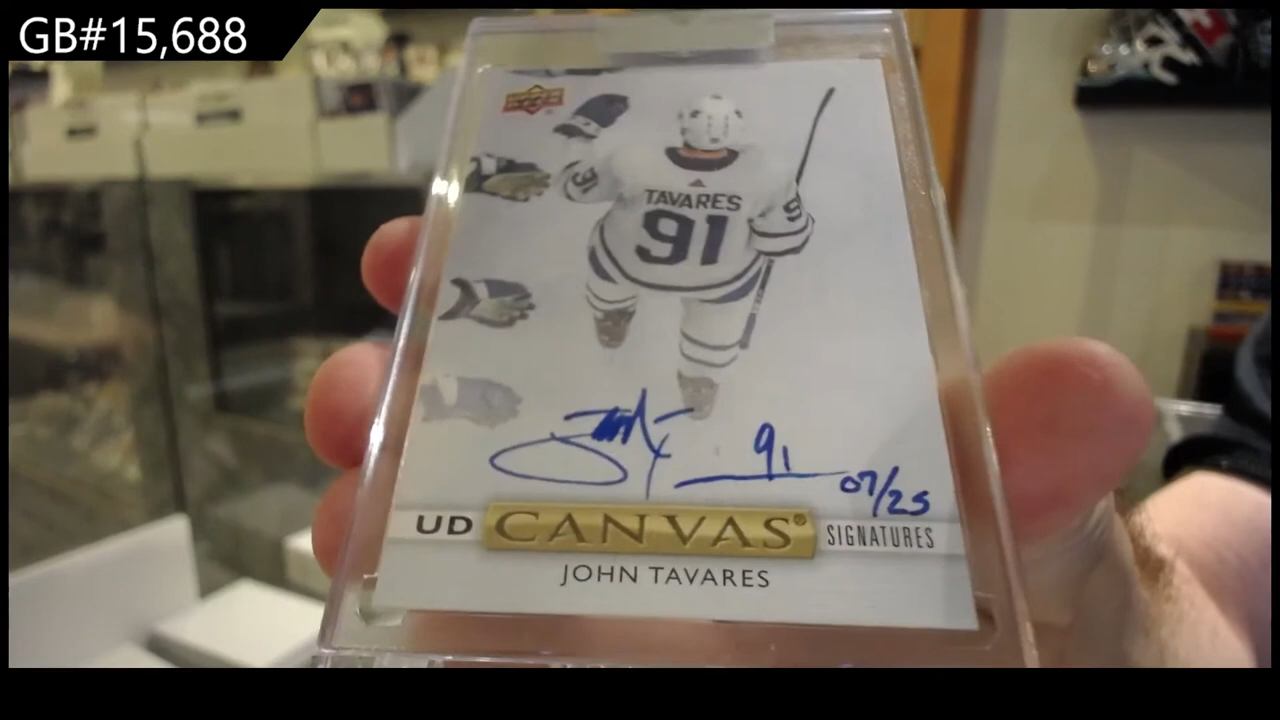 GB#15,688
TAVARES
91
91
07/25
UD CANVAS® SIGNATURES
JOHN TAVARES